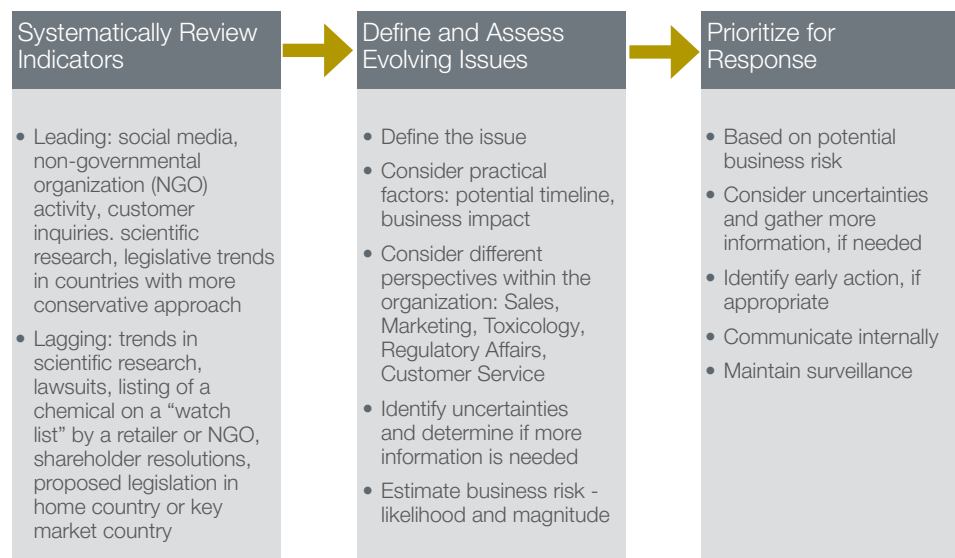 Systematically Review
Indicators
• Leading: social media,
non-governmental
organization (NGO)
activity, customer
inquiries. scientific
research, legislative trends
in countries with more
conservative approach
• Lagging: trends in
scientific research,
lawsuits, listing of a
chemical on a “watch
list” by a retailer or NGO,
shareholder resolutions,
proposed legislation in
home country or key
market country
Define and Assess
Evolving Issues
• Define the issue
• Consider practical
factors: potential timeline,
business impact
• Consider different
perspectives within the
organization: Sales,
Marketing, Toxicology,
Regulatory Affairs,
Customer Service
• Identify uncertainties
and determine if more
information is needed
• Estimate business risk -
likelihood and magnitude
Prioritize for
Response
• Based on potential
business risk
• Consider uncertainties
and gather more
information, if needed
• Identify early action, if
appropriate
• Communicate internally
• Maintain surveillance